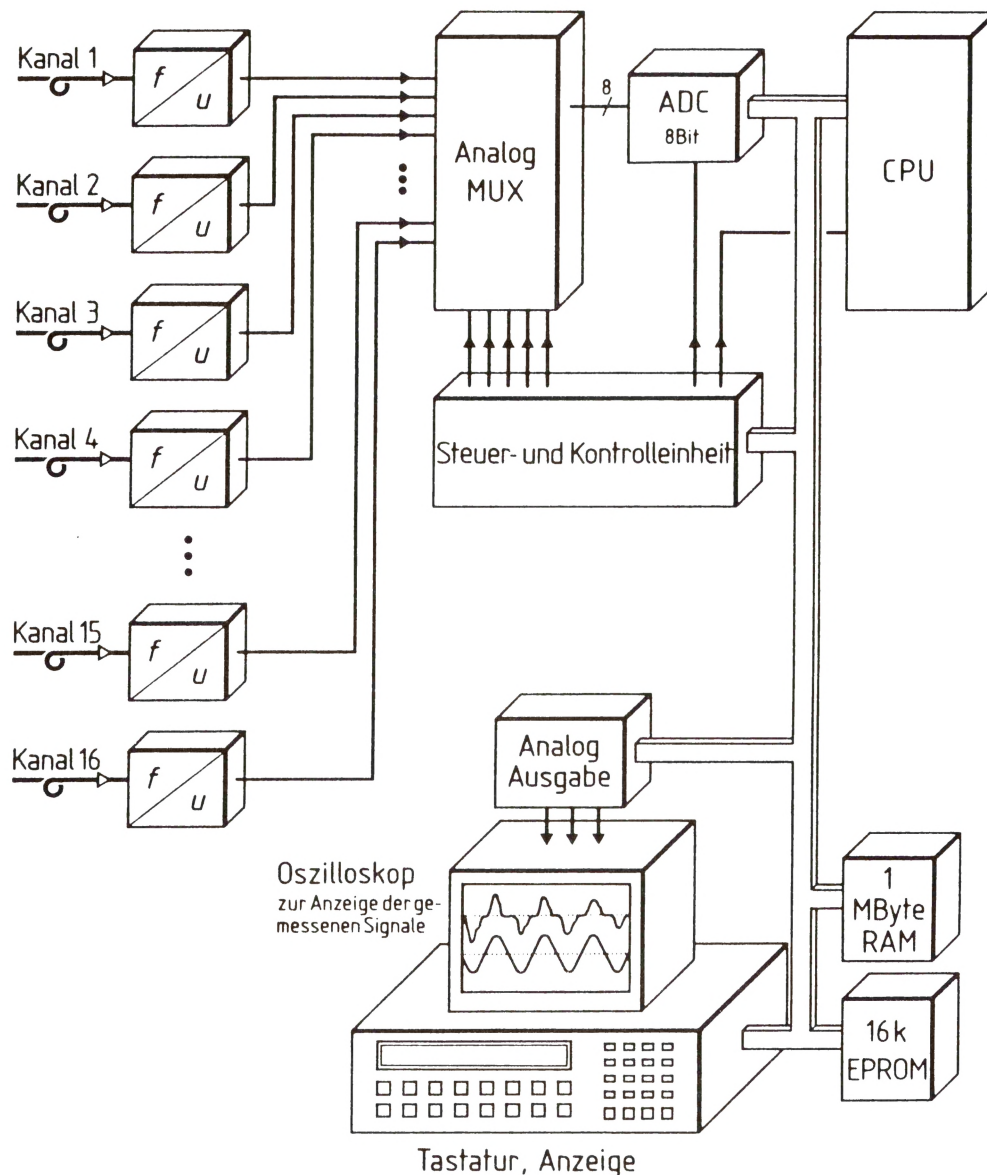 Kanal 1
f
u
Kanal 2
f
u
Kanal 3
f
u
Kanal 4
f
u
Kanal 15
f
u
Kanal 16
f
u
Analog
MUX
8
ADC
8Bit
CPU
Steuer- und Kontrolleinheit
Analog
Ausgabe
Oszilloskop
zur Anzeige der ge-
messenen Signale
1
MByte
RAM
16k
EPROM
Tastatur, Anzeige